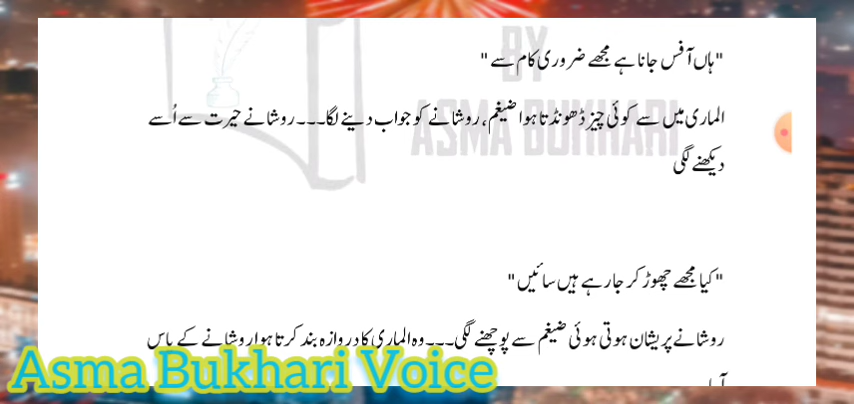 "ہاں آفس جانا ہے مجھے ضروری کام سے"
BY
ASMA BUKHARI
الماری میں سے کوئی چیز ڈھونڈتا ہوا ضیغم، روشانے کو جواب دینے لگا۔۔۔ روشانے حیرت سے اُسے
دیکھنے لگی
"کیا مجھے چھوڑ کر جارہے ہیں سائیں"
روشانے پریشان ہوتی ہوئی ضیغم سے پوچھنے لگی۔۔۔ وہ الماری کا دروازہ بند کرتا ہوا روشانے کے پاس
Asma Bukhari Voice